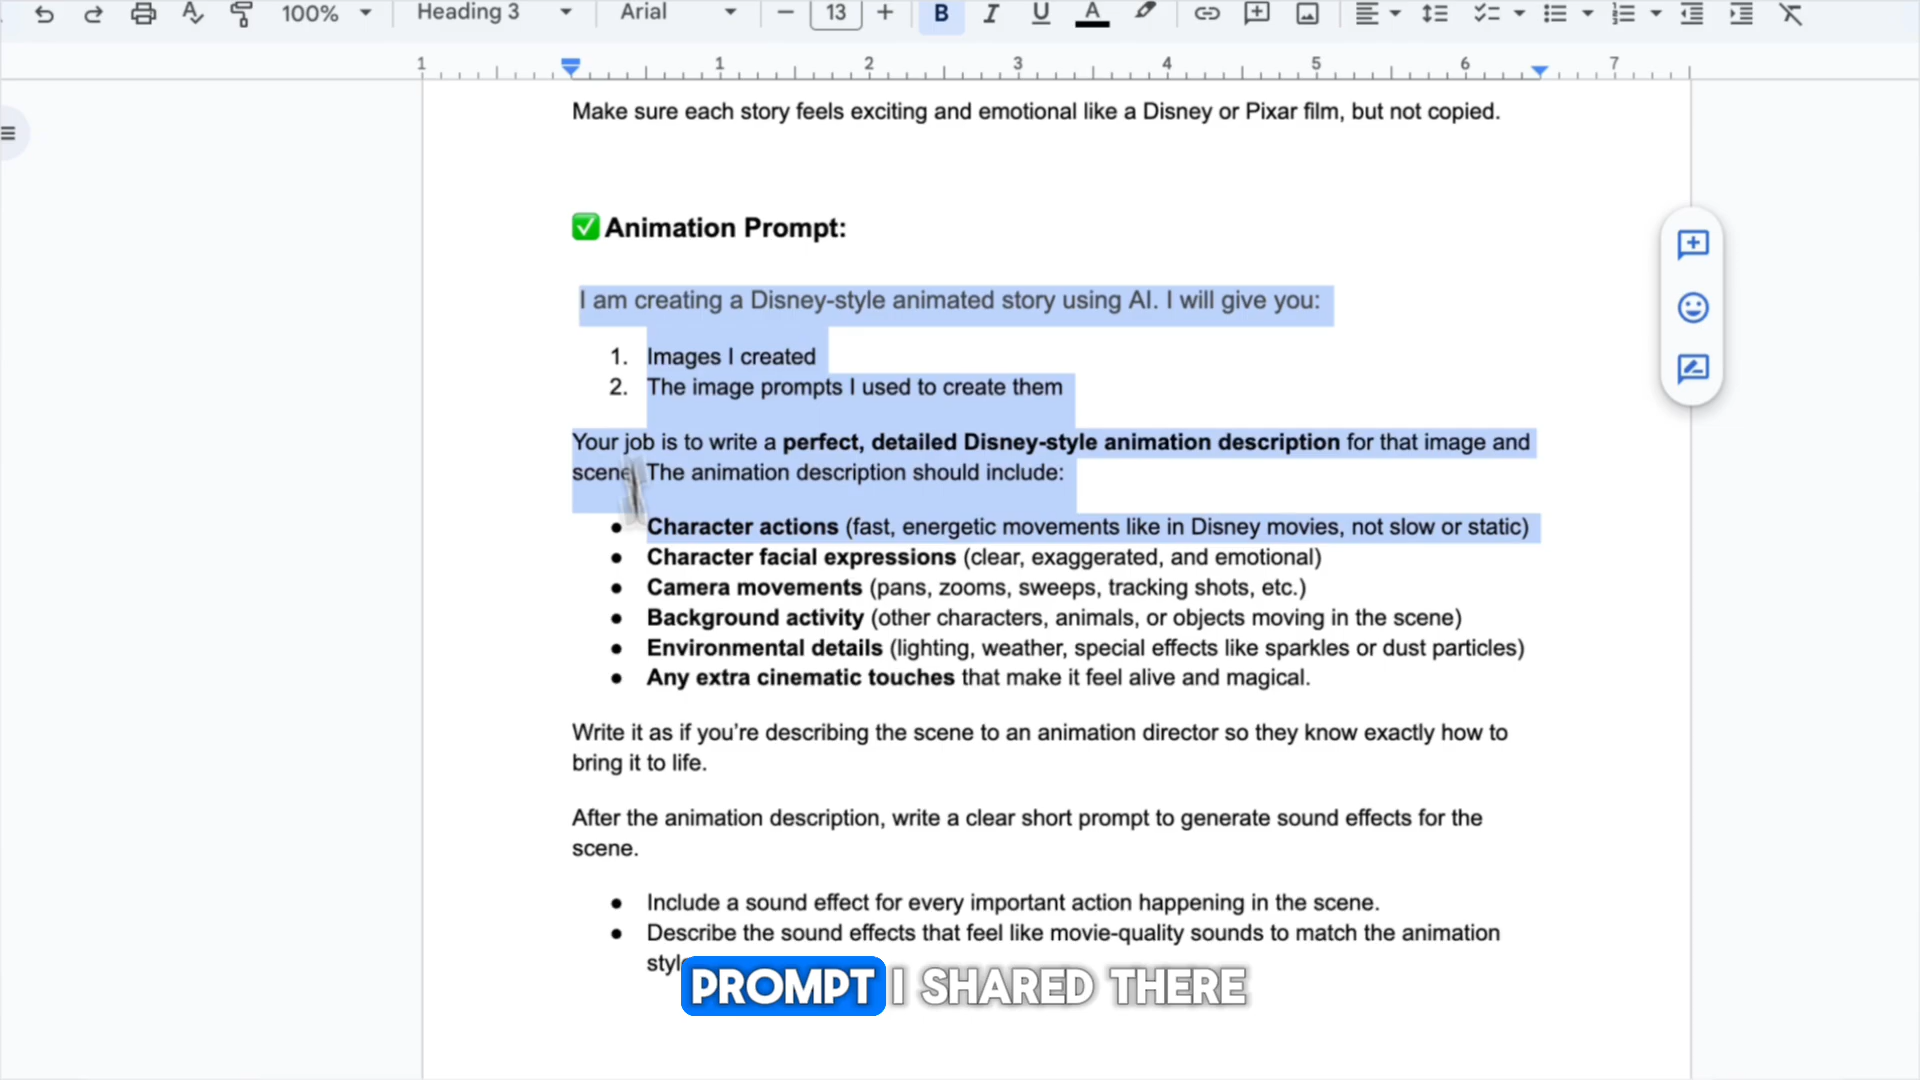 100% Heading 3 Arial 13 B I U A
1 1 2 3 4 5 6 7
Make sure each story feels exciting and emotional like a Disney or Pixar film, but not copied.
✅ Animation Prompt:
I am creating a Disney-style animated story using AI. I will give you:
1. Images I created
2. The image prompts I used to create them
Your job is to write a perfect, detailed Disney-style animation description for that image and
scene. The animation description should include:
● Character actions (fast, energetic movements like in Disney movies, not slow or static)
● Character facial expressions (clear, exaggerated, and emotional)
● Camera movements (pans, zooms, sweeps, tracking shots, etc.)
● Background activity (other characters, animals, or objects moving in the scene)
● Environmental details (lighting, weather, special effects like sparkles or dust particles)
● Any extra cinematic touches that make it feel alive and magical.
Write it as if you’re describing the scene to an animation director so they know exactly how to
bring it to life.
After the animation description, write a clear short prompt to generate sound effects for the
scene.
● Include a sound effect for every important action happening in the scene.
● Describe the sound effects that feel like movie-quality sounds to match the animation
PROMPT I SHARED THERE